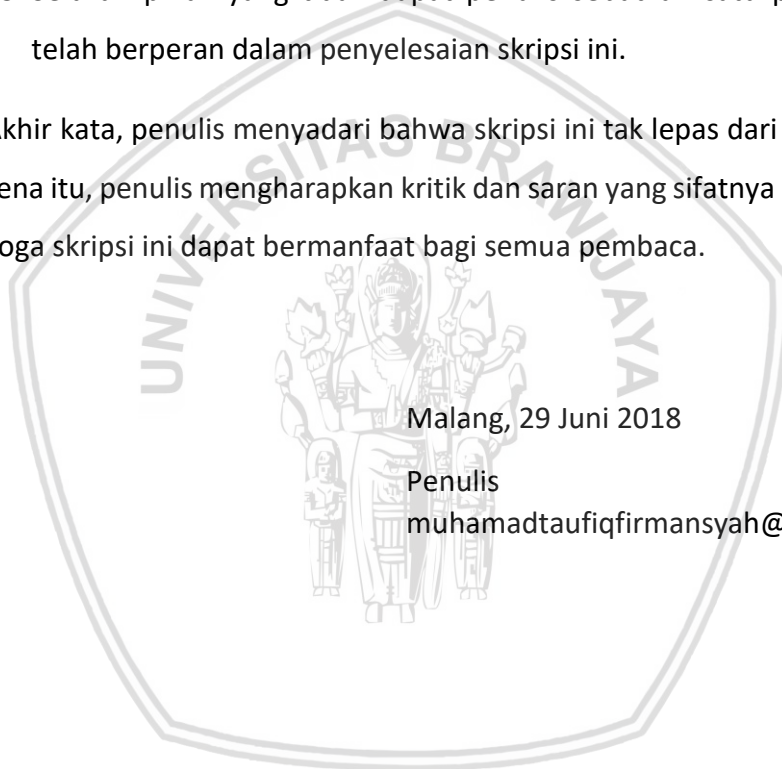 telah berperan dalam penyelesaian skripsi ini.
khir kata, penulis menyadari bahwa skripsi ini tak lepas dari
ena itu, penulis mengharapkan kritik dan saran yang sifatnya
oga skripsi ini dapat bermanfaat bagi semua pembaca.
UNIVERSITAS BRAWIJAYA
Malang, 29 Juni 2018
Penulis
muhamadtaufiqfirmansyah@